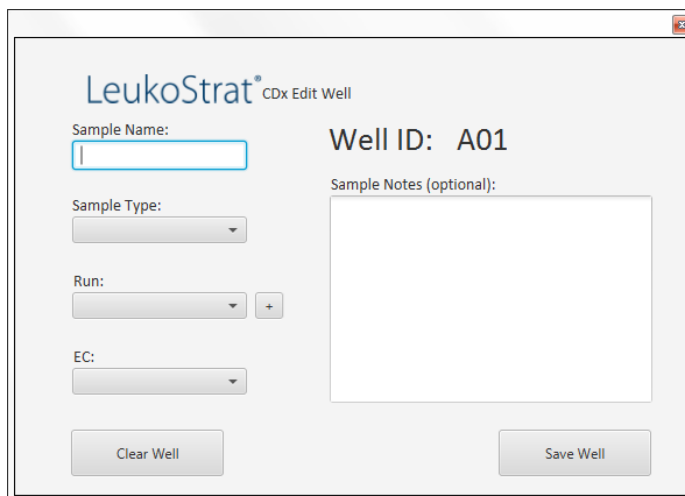 LeukoStrat® CDx Edit Well
Sample Name:
Well ID: A01
Sample Notes (optional):
Sample Type:
Run:
+
EC:
Clear Well
Save Well